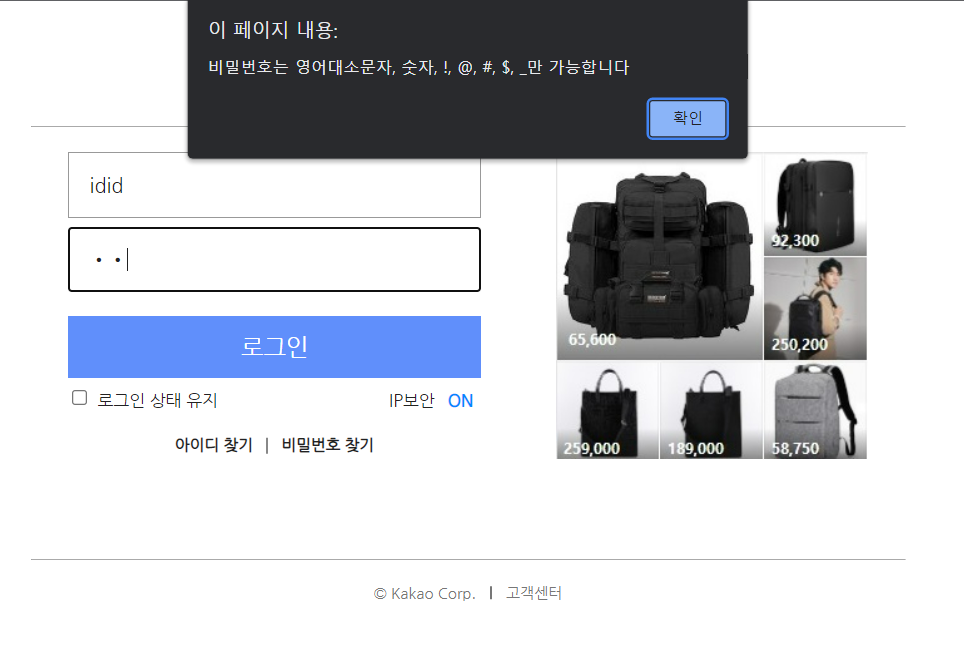 이 페이지 내용:
비밀번호는 영어대소문자, 숫자, !, @, #, $, _만 가능합니다
확인
idid
로그인
로그인 상태 유지
IP보안 ON
아이디 찾기 | 비밀번호 찾기
65,600
92,300
250,200
259,000
189,000
58,750
© Kakao Corp. | 고객센터